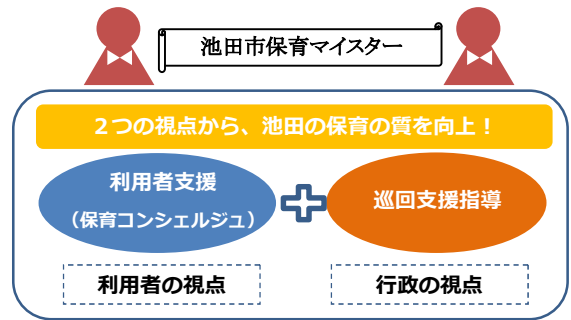 池田市保育マイスター
２つの視点から、池田の保育の質を向上！
利用者支援
（保育コンシェルジュ）
巡回支援指導
利用者の視点
行政の視点